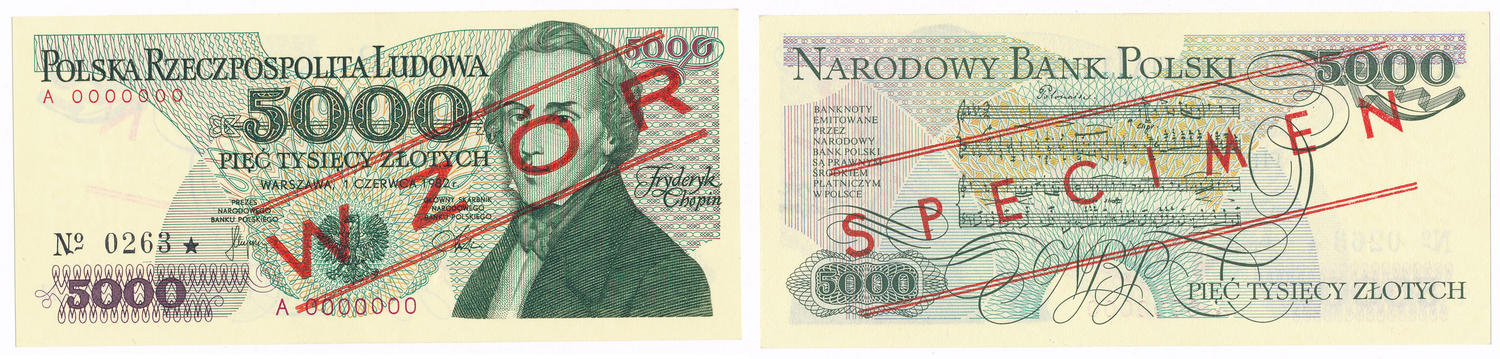 POLSKA RZECZPOSPOLITA LUDOWA
5000
A 0000000
5000
PIĘĆ TYSIĘCY ZŁOTYCH
WARSZAWA, 1 CZERWCA 1982 r.
PREZES
NARODOWEGO
BANKU POLSKIEGO
GŁÓWNY SKARBNIK
NARODOWEGO
BANKU POLSKIEGO
Fryderyk
Chopin
Nº 0263 ★
5000
A 0000000
WZOR
NARODOWY BANK POLSKI
5000
Polonaise
BANKNOTY
EMITOWANE
PRZEZ
NARODOWY
BANK POLSKI
SĄ PRAWNYM
ŚRODKIEM
PŁATNICZYM
W POLSCE
SPECIMEN
5000
NBP
PIĘĆ TYSIĘCY ZŁOTYCH